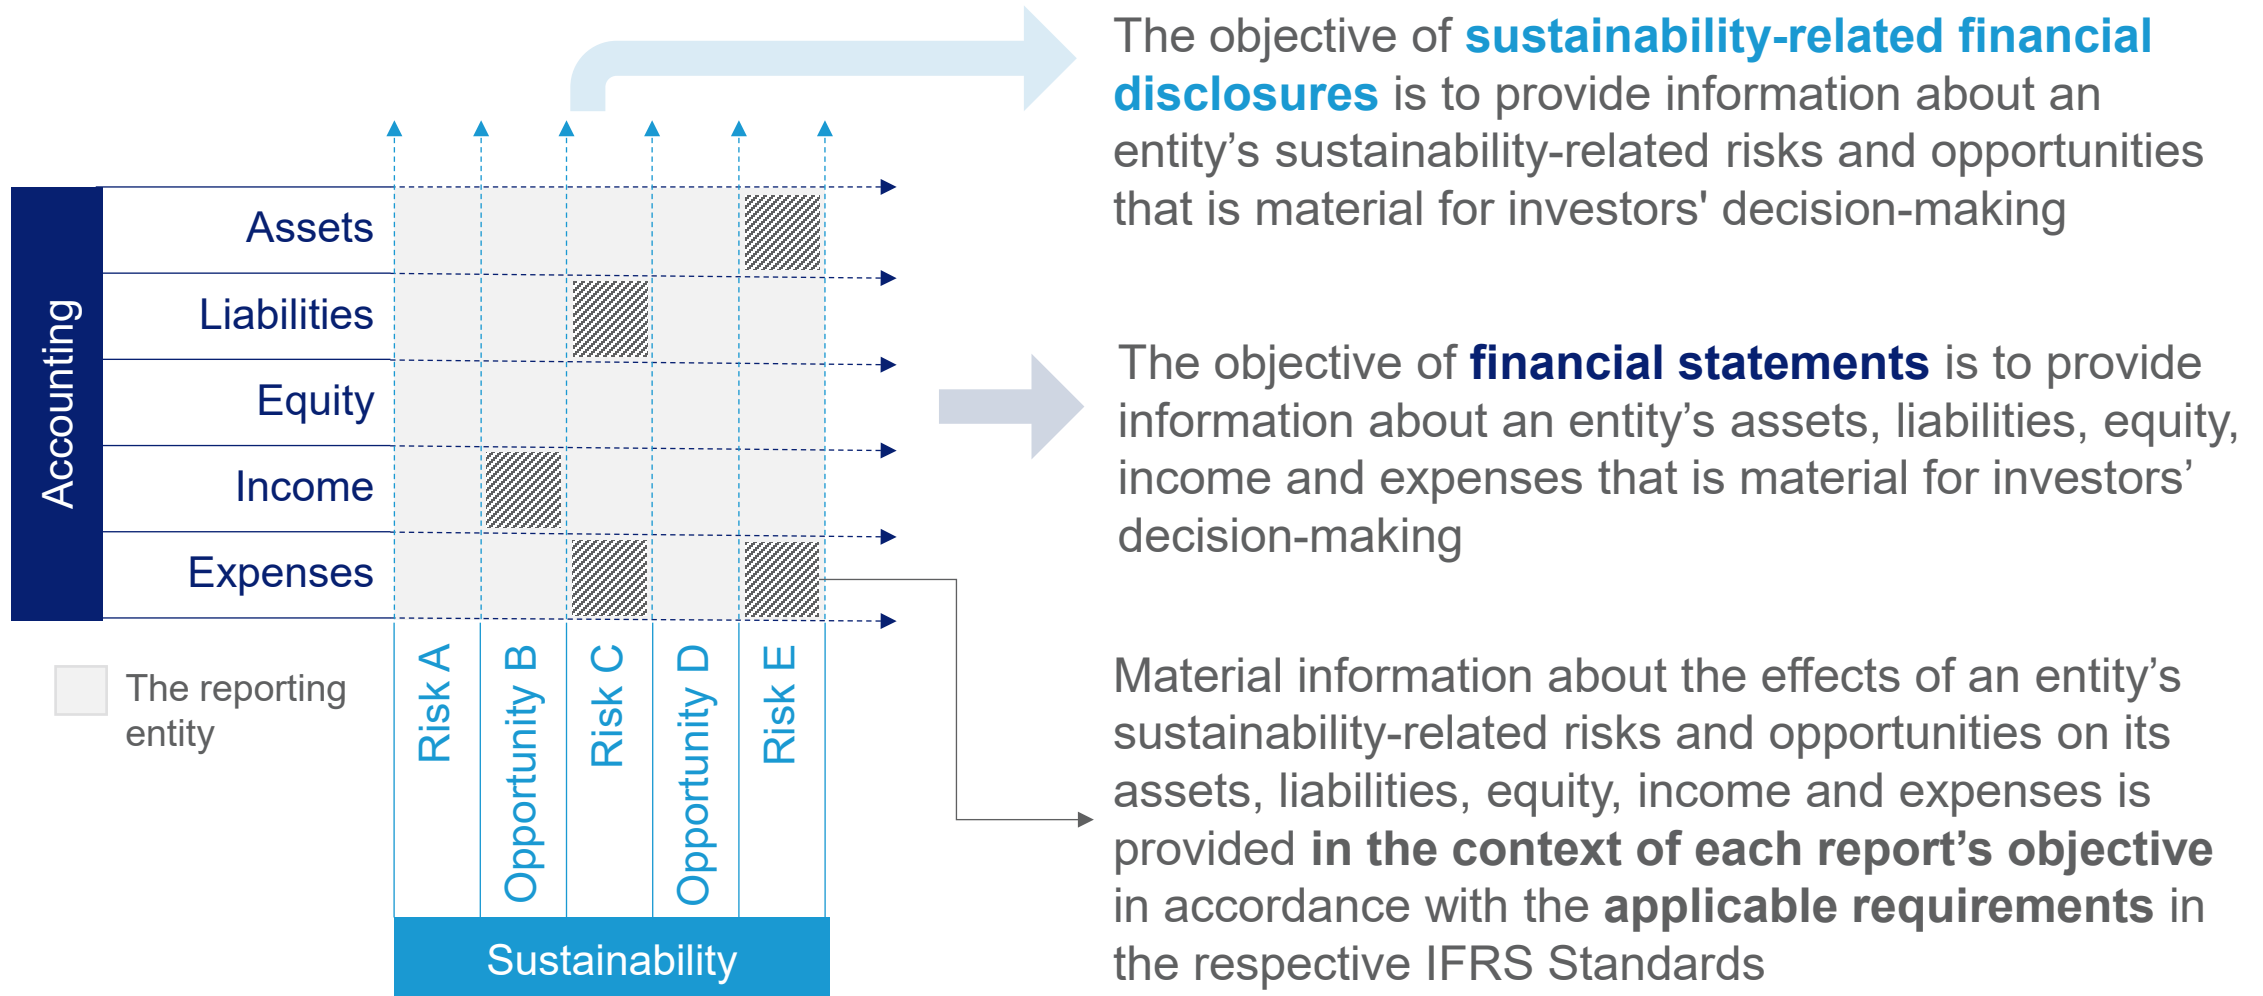 The objective of sustainability-related financial
disclosures is to provide information about an
entity’s sustainability-related risks and opportunities
that is material for investors' decision-making
Accounting
Assets
Liabilities
Equity
Income
Expenses
The objective of financial statements is to provide
information about an entity’s assets, liabilities, equity,
income and expenses that is material for investors’
decision-making
The reporting
entity
Risk A
Opportunity B
Risk C
Opportunity D
Risk E
Sustainability
Material information about the effects of an entity’s
sustainability-related risks and opportunities on its
assets, liabilities, equity, income and expenses is
provided in the context of each report’s objective
in accordance with the applicable requirements in
the respective IFRS Standards